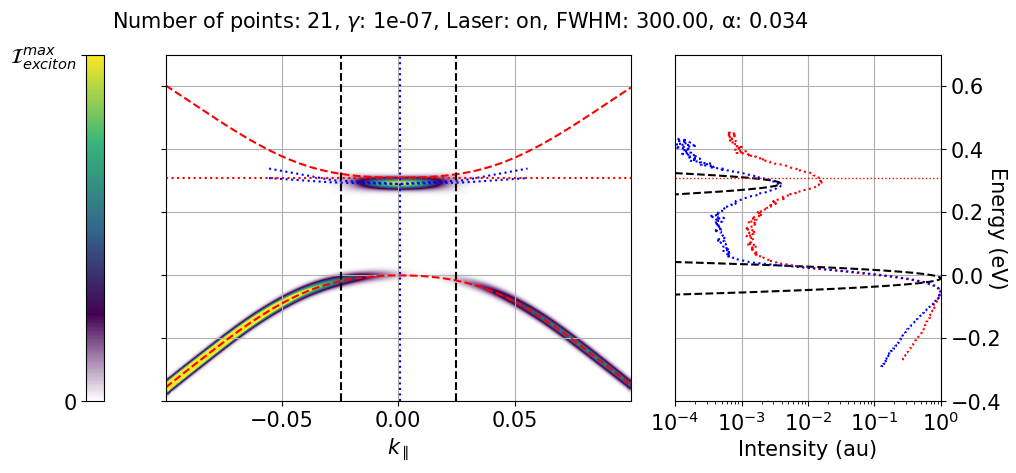 Number of points: 21, γ: 1e-07, Laser: on, FWHM: 300.00, α: 0.034
ℐ_{exciton}^{max}
0
−0.05 0.00 0.05
k_∥
0.6
0.4
0.2
0.0
−0.2
−0.4
Energy (eV)
10^{−4} 10^{−3} 10^{−2} 10^{−1} 10^{0}
Intensity (au)